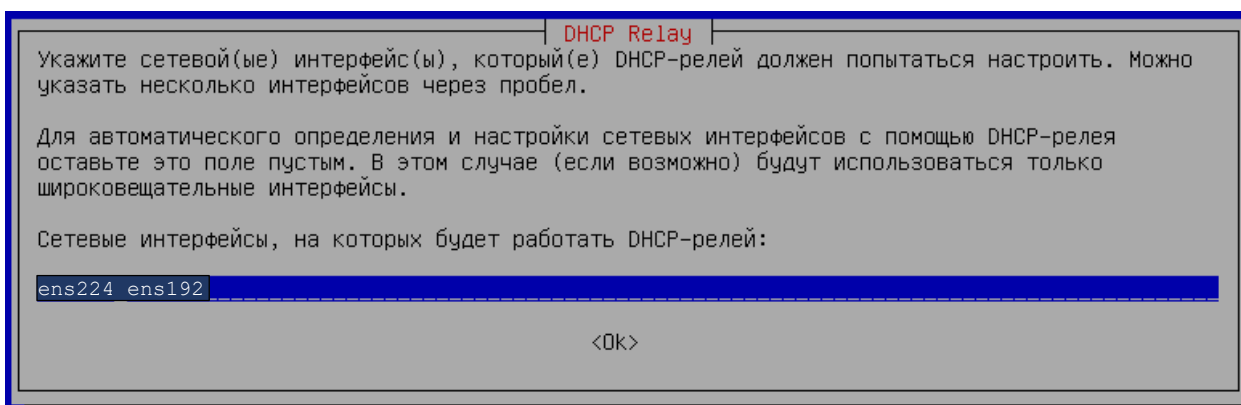 DHCP Relay
Укажите сетевой(ые) интерфейс(ы), который(е) DHCP-релей должен попытаться настроить. Можно
указать несколько интерфейсов через пробел.
Для автоматического определения и настройки сетевых интерфейсов с помощью DHCP-релея
оставьте это поле пустым. В этом случае (если возможно) будут использоваться только
широковещательные интерфейсы.
Сетевые интерфейсы, на которых будет работать DHCP-релей:
ens224 ens192
<Ok>